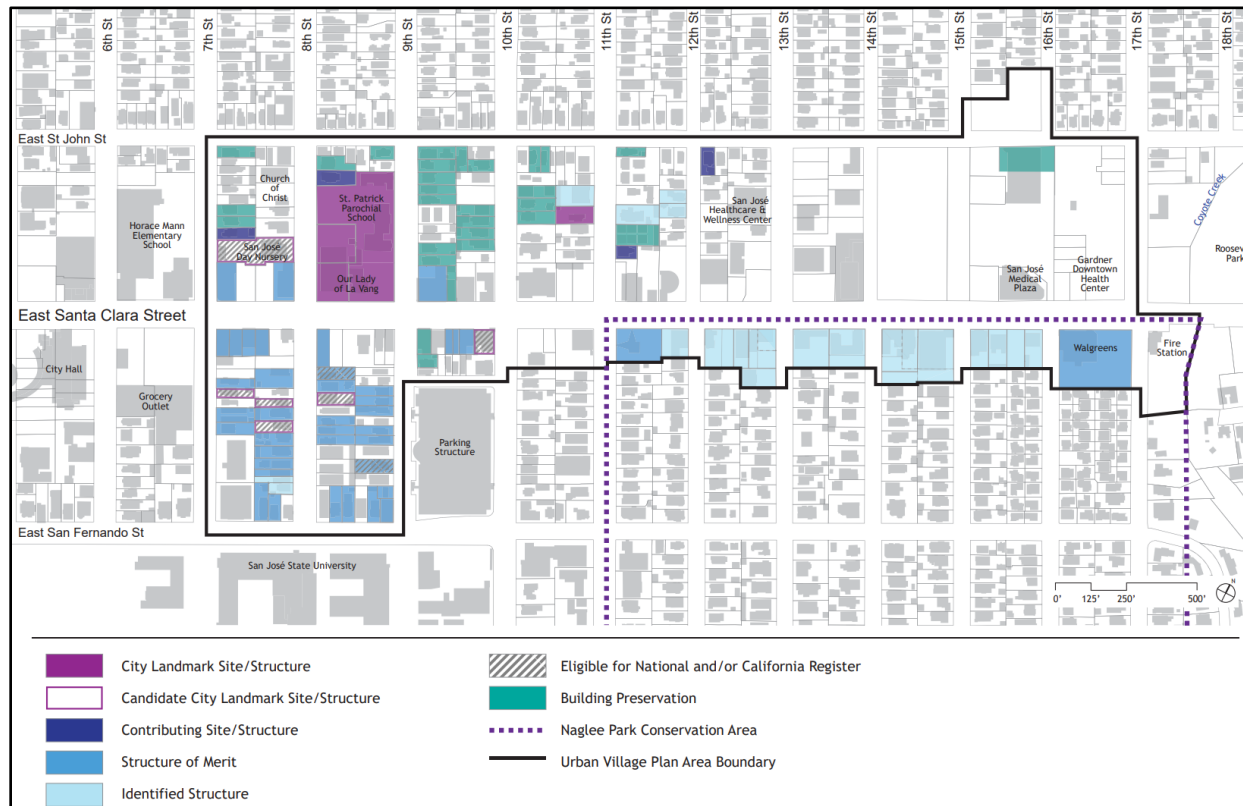 6th St
7th St
8th St
9th St
10th St
11th St
12th St
13th St
14th St
15th St
16th St
17th St
18th St
East St John St
Church
of
Christ
St. Patrick
Parochial
School
Horace Mann
Elementary
School
San José
Day Nursery
Our Lady
of La Vang
San José
Healthcare &
Wellness Center
San José
Medical
Plaza
Gardner
Downtown
Health
Center
Coyote Creek
Roosev
Park
East Santa Clara Street
City Hall
Grocery
Outlet
Parking
Structure
Walgreens
Fire
Station
East San Fernando St
San José State University
0' 125' 250' 500'
N
City Landmark Site/Structure
Candidate City Landmark Site/Structure
Contributing Site/Structure
Structure of Merit
Identified Structure
Eligible for National and/or California Register
Building Preservation
Naglee Park Conservation Area
Urban Village Plan Area Boundary